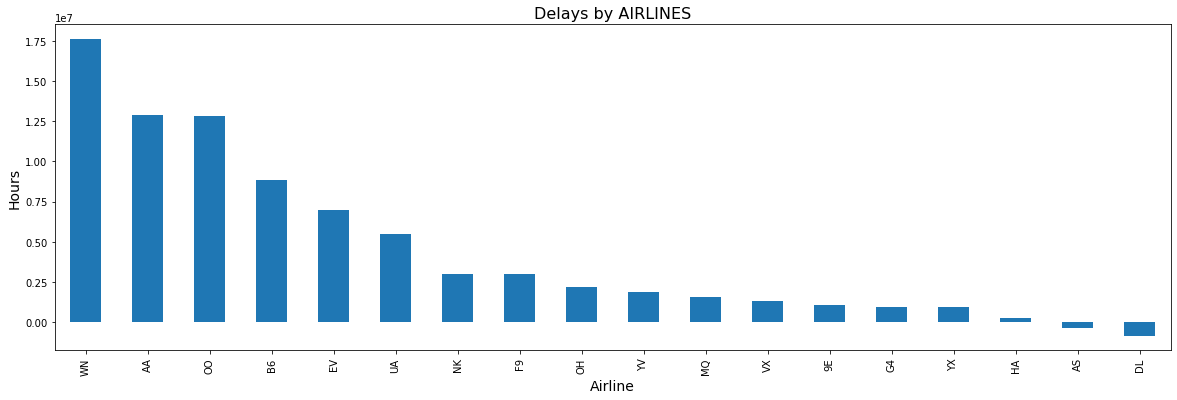 Delays by AIRLINES
1e7
1.75
1.50
1.25
1.00
0.75
0.50
0.25
0.00
Hours
WN AA OO B6 EV UA NK F9 OH YV MQ VX 9E G4 YX HA AS DL
Airline